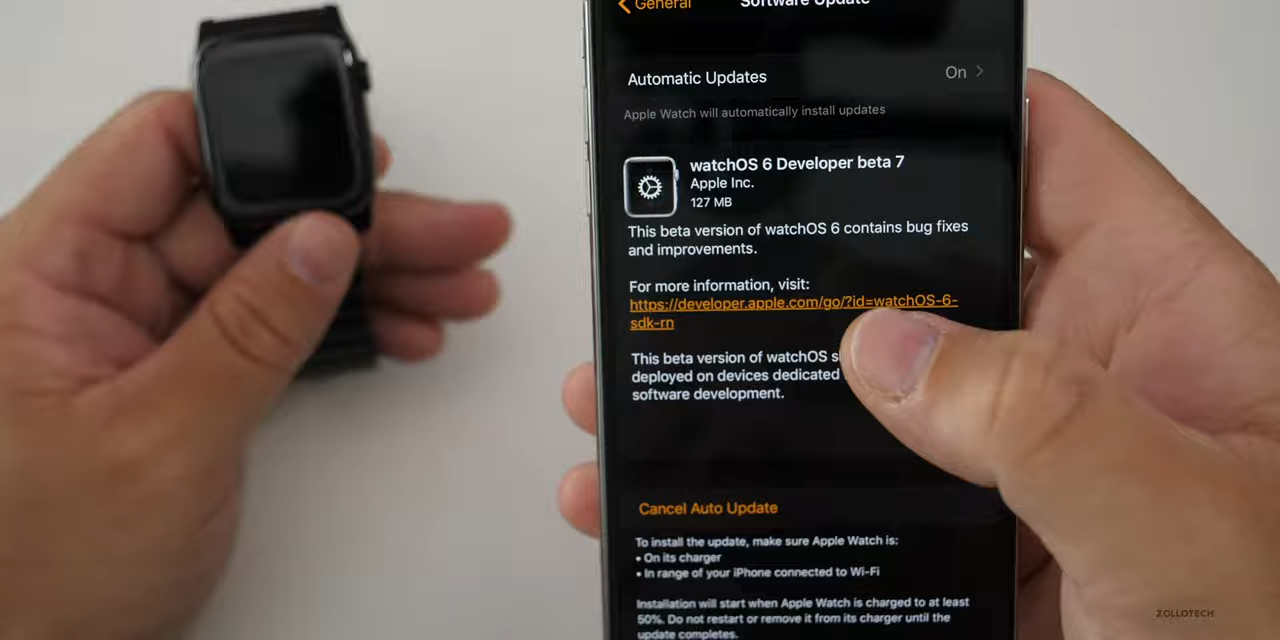 General
Software Update
Automatic Updates
On
Apple Watch will automatically install updates
watchOS 6 Developer beta 7
Apple Inc.
127 MB
This beta version of watchOS 6 contains bug fixes
and improvements.
For more information, visit:
https://developer.apple.com/go/?id=watchOS-6-
sdk-rn
This beta version of watchOS
deployed on devices dedicated
software development.
Cancel Auto Update
To install the update, make sure Apple Watch is:
• On its charger
• In range of your iPhone connected to Wi-Fi
Installation will start when Apple Watch is charged to at least
50%. Do not restart or remove it from its charger until the
update completes.
ZOLLOTECH